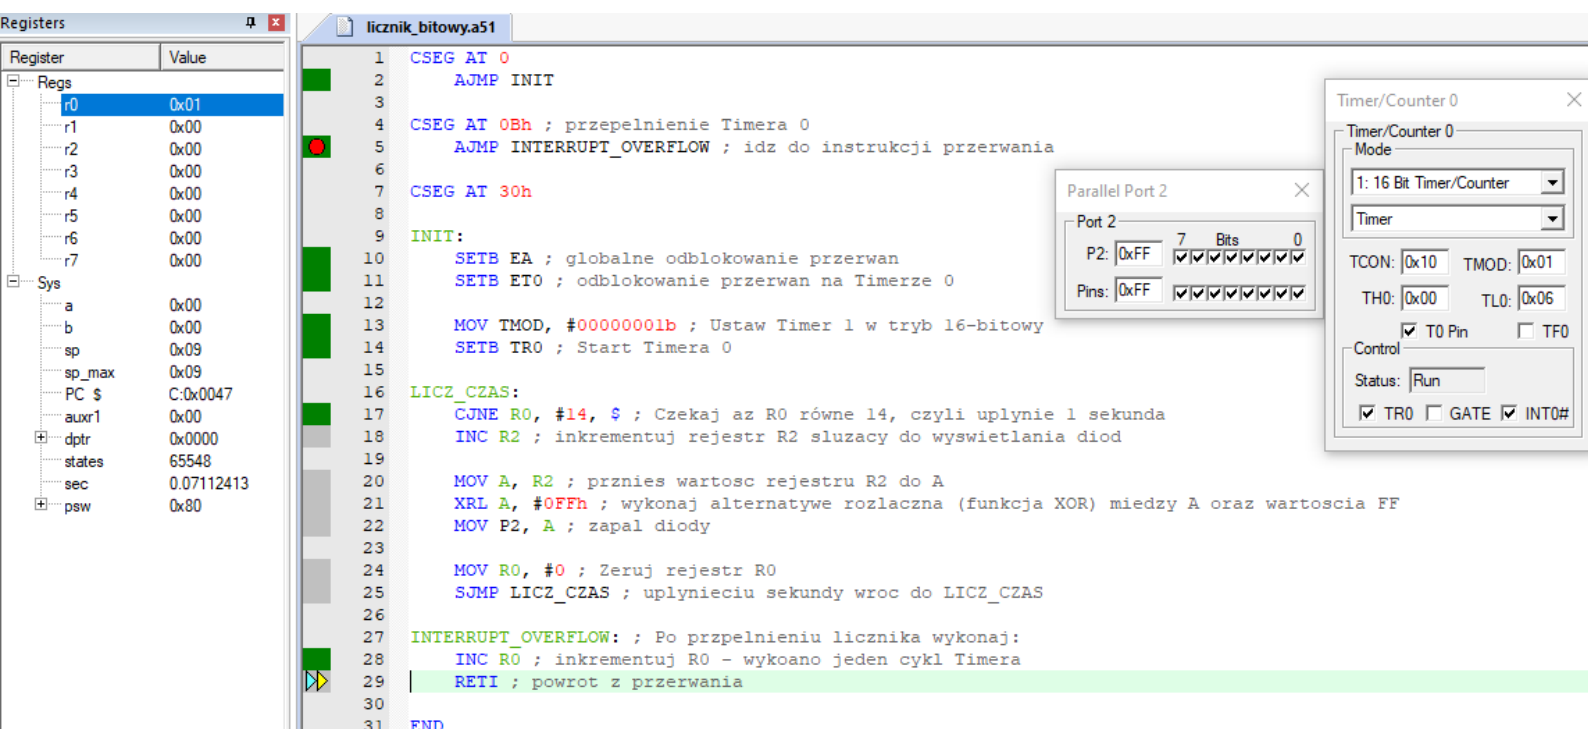 Registers
Register Value
Regs
r0 0x01
r1 0x00
r2 0x00
r3 0x00
r4 0x00
r5 0x00
r6 0x00
r7 0x00
Sys
a 0x00
b 0x00
sp 0x09
sp_max 0x09
PC $ C:0x0047
auxr1 0x00
dptr 0x0000
states 65548
sec 0.07112413
psw 0x80
licznik_bitowy.a51
1 CSEG AT 0
2 AJMP INIT
3
4 CSEG AT 0Bh ; przepelnienie Timera 0
5 AJMP INTERRUPT_OVERFLOW ; idz do instrukcji przerwania
6
7 CSEG AT 30h
8
9 INIT:
10 SETB EA ; globalne odblokowanie przerwan
11 SETB ET0 ; odblokowanie przerwan na Timerze 0
12
13 MOV TMOD, #00000001b ; Ustaw Timer 1 w tryb 16-bitowy
14 SETB TR0 ; Start Timera 0
15
16 LICZ_CZAS:
17 CJNE R0, #14, $ ; Czekaj az R0 równe 14, czyli uplynie 1 sekunda
18 INC R2 ; inkrementuj rejestr R2 sluzacy do wyswietlania diod
19
20 MOV A, R2 ; prznies wartosc rejestru R2 do A
21 XRL A, #0FFh ; wykonaj alternatywe rozlaczna (funkcja XOR) miedzy A oraz wartoscia FF
22 MOV P2, A ; zapal diody
23
24 MOV R0, #0 ; Zeruj rejestr R0
25 SJMP LICZ_CZAS ; uplynieciu sekundy wroc do LICZ_CZAS
26
27 INTERRUPT_OVERFLOW: ; Po przpelnieniu licznika wykonaj:
28 INC R0 ; inkrementuj R0 - wykoano jeden cykl Timera
29 RETI ; powrot z przerwania
30
31 END
Parallel Port 2
Port 2
7 Bits 0
P2: 0xFF
Pins: 0xFF
Timer/Counter 0
Timer/Counter 0
Mode
1: 16 Bit Timer/Counter
Timer
TCON: 0x10 TMOD: 0x01
TH0: 0x00 TL0: 0x06
T0 Pin TF0
Control
Status: Run
TR0 GATE INT0#